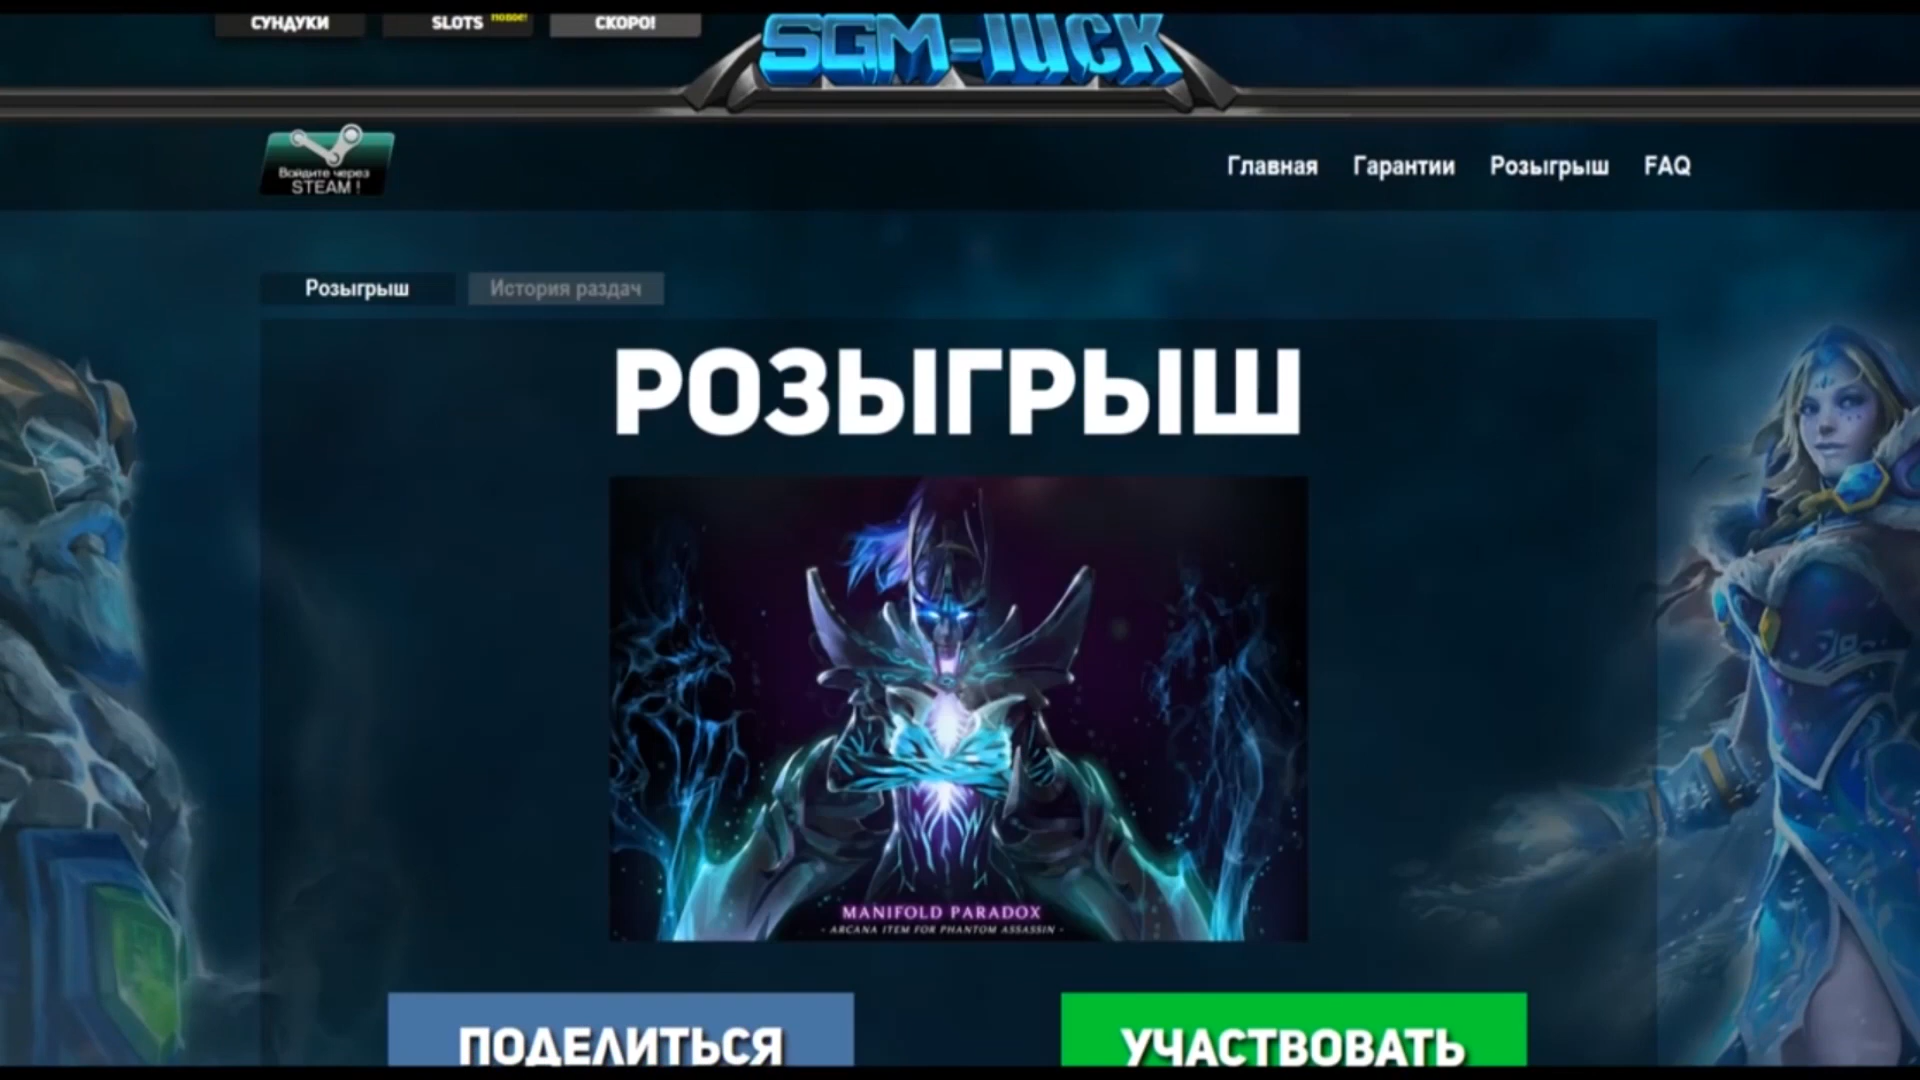 СУНДУКИ
SLOTS
НОВОЕ!
СКОРО!
SGM-LUCK
Войдите через
STEAM !
Главная
Гарантии
Розыгрыш
FAQ
Розыгрыш
История раздач
РОЗЫГРЫШ
MANIFOLD PARADOX
- ARCANA ITEM FOR PHANTOM ASSASSIN -
ПОДЕЛИТЬСЯ
УЧАСТВОВАТЬ